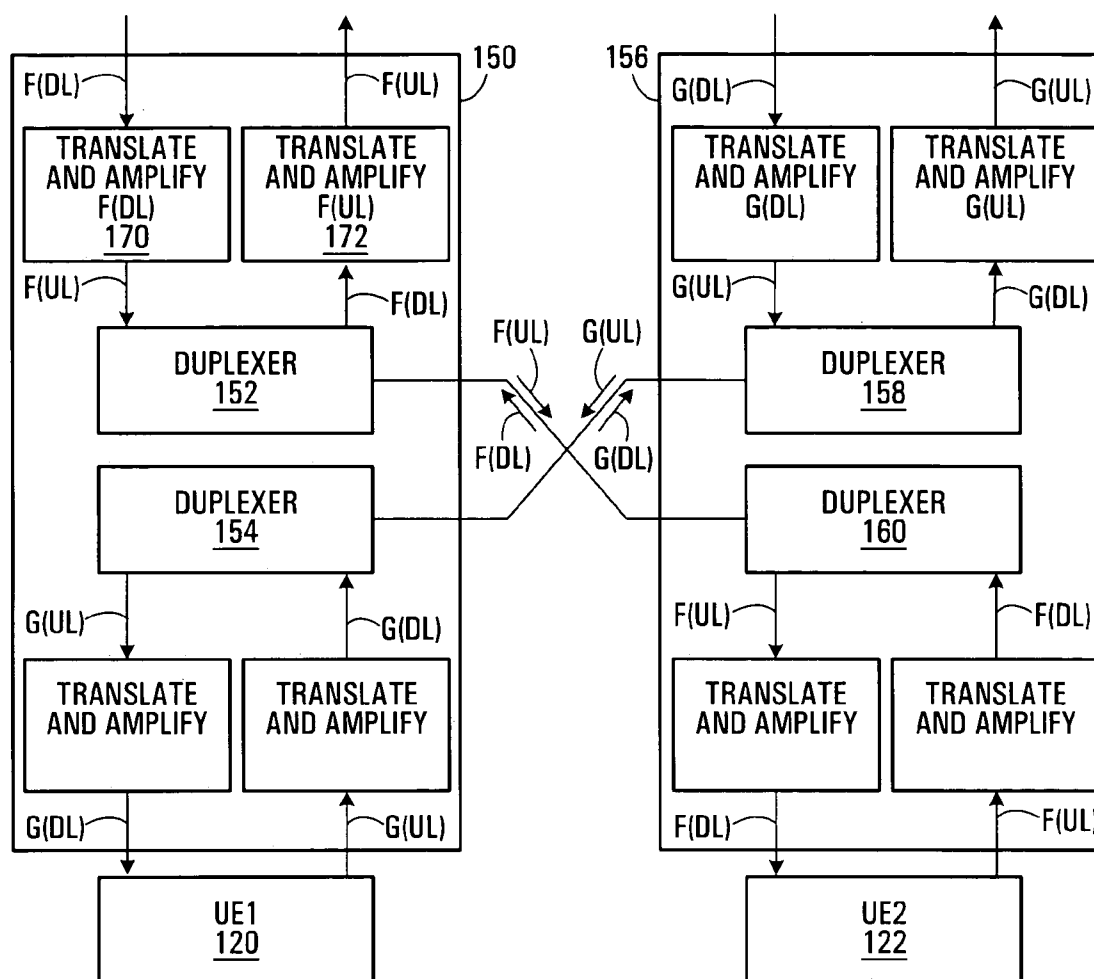 150
156
F(DL)
F(UL)
G(DL)
G(UL)
TRANSLATE
AND AMPLIFY
F(DL)
170
TRANSLATE
AND AMPLIFY
F(UL)
172
TRANSLATE
AND AMPLIFY
G(DL)
TRANSLATE
AND AMPLIFY
G(UL)
F(UL)
F(DL)
G(UL)
G(DL)
DUPLEXER
152
F(UL)
G(UL)
DUPLEXER
158
F(DL)
G(DL)
DUPLEXER
154
DUPLEXER
160
G(UL)
G(DL)
F(UL)
F(DL)
TRANSLATE
AND AMPLIFY
TRANSLATE
AND AMPLIFY
TRANSLATE
AND AMPLIFY
TRANSLATE
AND AMPLIFY
G(DL)
G(UL)
F(DL)
F(UL)
UE1
120
UE2
122